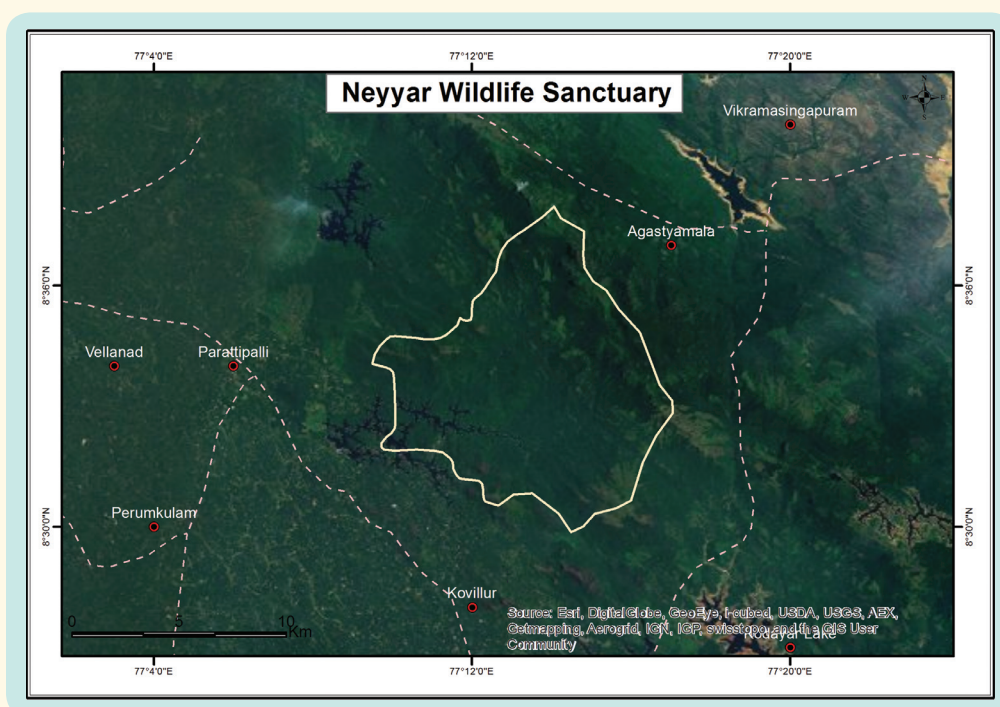 77°4'0"E 77°12'0"E 77°20'0"E
Neyyar Wildlife Sanctuary
N
W E
S
Vikramasingapuram
Agastyamala
8°36'0"N 8°36'0"N
Vellanad Parattipalli
Perumkulam
8°30'0"N 8°30'0"N
Kovillur
Source: Esri, DigitalGlobe, GeoEye, i-cubed, USDA, USGS, AEX,
Getmapping, Aerogrid, IGN, IGP, swisstopo, and the GIS User
Community
Kodayar Lake
0 5 10
Km
77°4'0"E 77°12'0"E 77°20'0"E